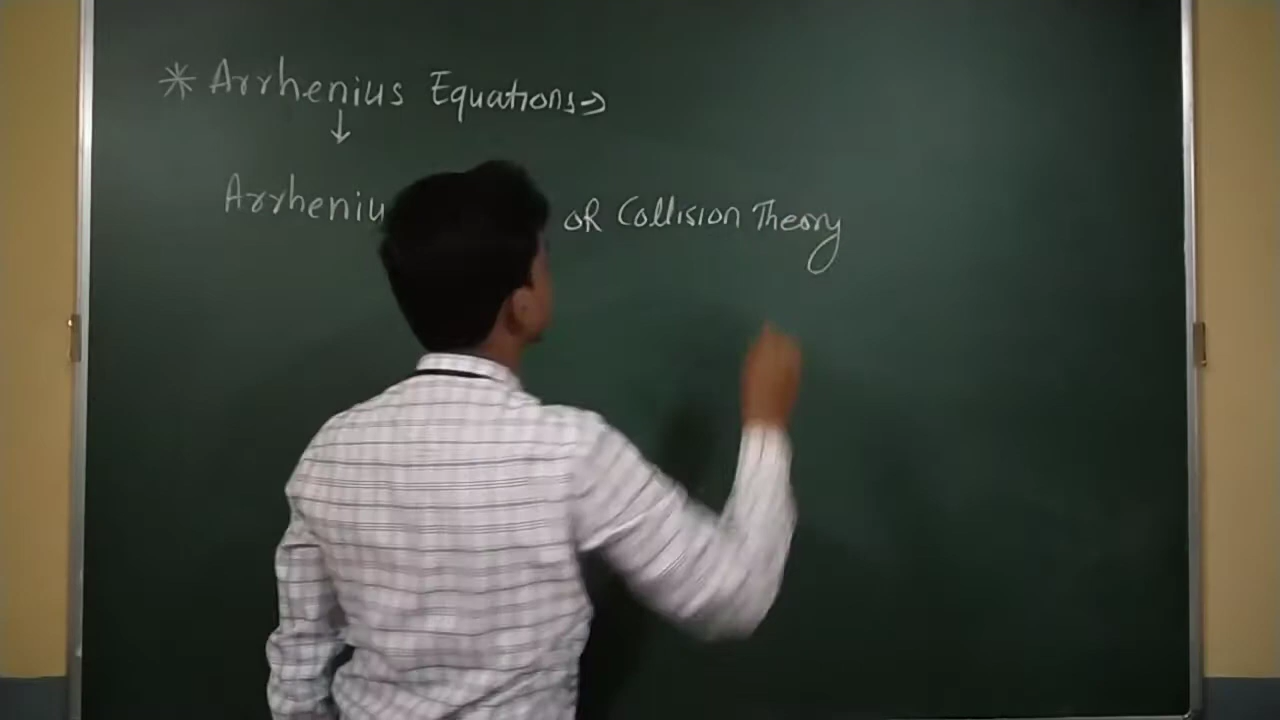 * Arrhenius Equations→
↓
Arrheniu oR Collision Theory